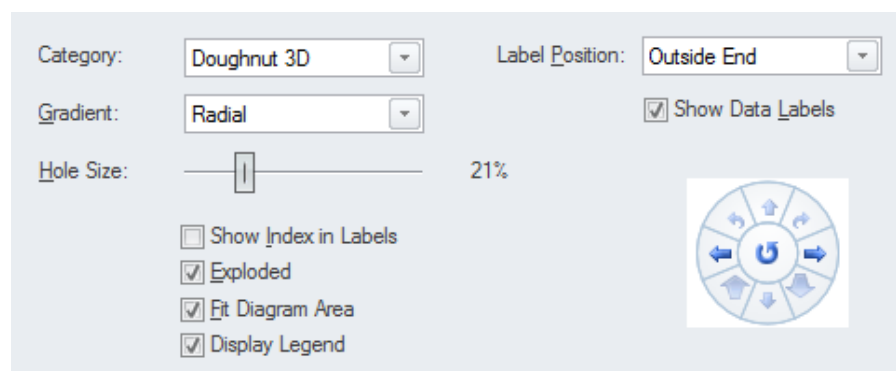 Category: Doughnut 3D Label Position: Outside End
Gradient: Radial Show Data Labels
Hole Size: 21%
Show Index in Labels
Exploded
Fit Diagram Area
Display Legend